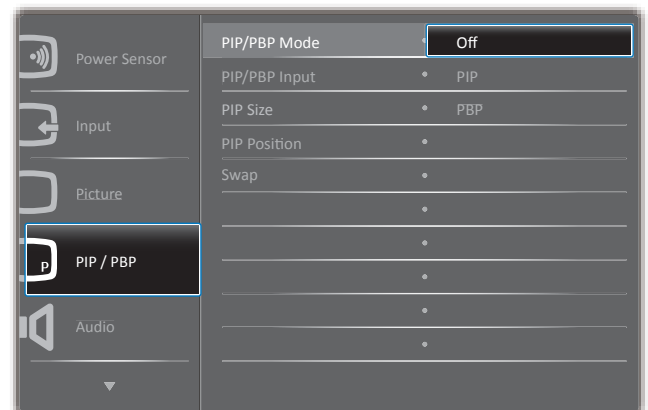 Power Sensor
Input
Picture
P
PIP / PBP
Audio
PIP/PBP Mode
PIP/PBP Input
PIP Size
PIP Position
Swap
Off
PIP
PBP